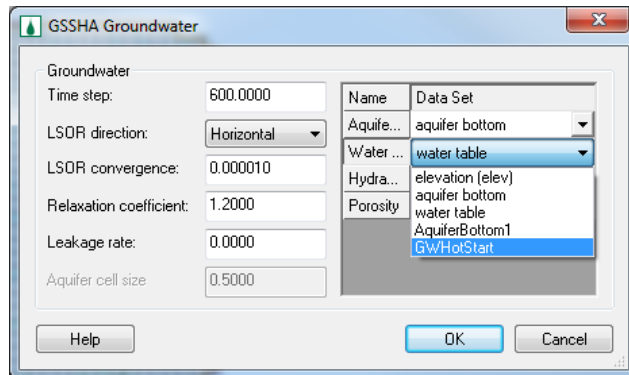 GSSHA Groundwater
Groundwater
Time step: 600.0000
LSOR direction: Horizontal
LSOR convergence: 0.000010
Relaxation coefficient: 1.2000
Leakage rate: 0.0000
Aquifer cell size 0.5000
Name Data Set
Aquife... aquifer bottom
Water ... water table
Hydra...
Porosity
elevation (elev)
aquifer bottom
water table
AquiferBottom1
GWHotStart
Help OK Cancel